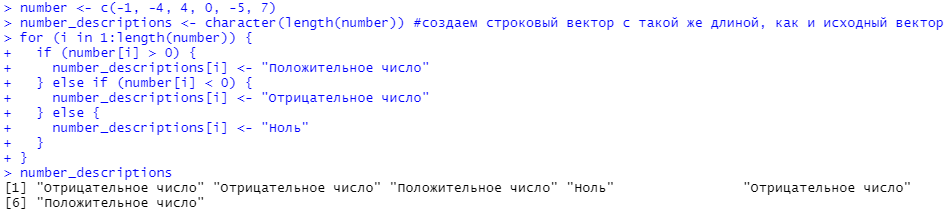 > number <- c(-1, -4, 4, 0, -5, 7)
> number_descriptions <- character(length(number)) #создаем строковый вектор с такой же длиной, как и исходный вектор
> for (i in 1:length(number)) {
+   if (number[i] > 0) {
+     number_descriptions[i] <- "Положительное число"
+   } else if (number[i] < 0) {
+     number_descriptions[i] <- "Отрицательное число"
+   } else {
+     number_descriptions[i] <- "Ноль"
+   }
+ }
> number_descriptions
[1] "Отрицательное число" "Отрицательное число" "Положительное число" "Ноль"                "Отрицательное число"
[6] "Положительное число"